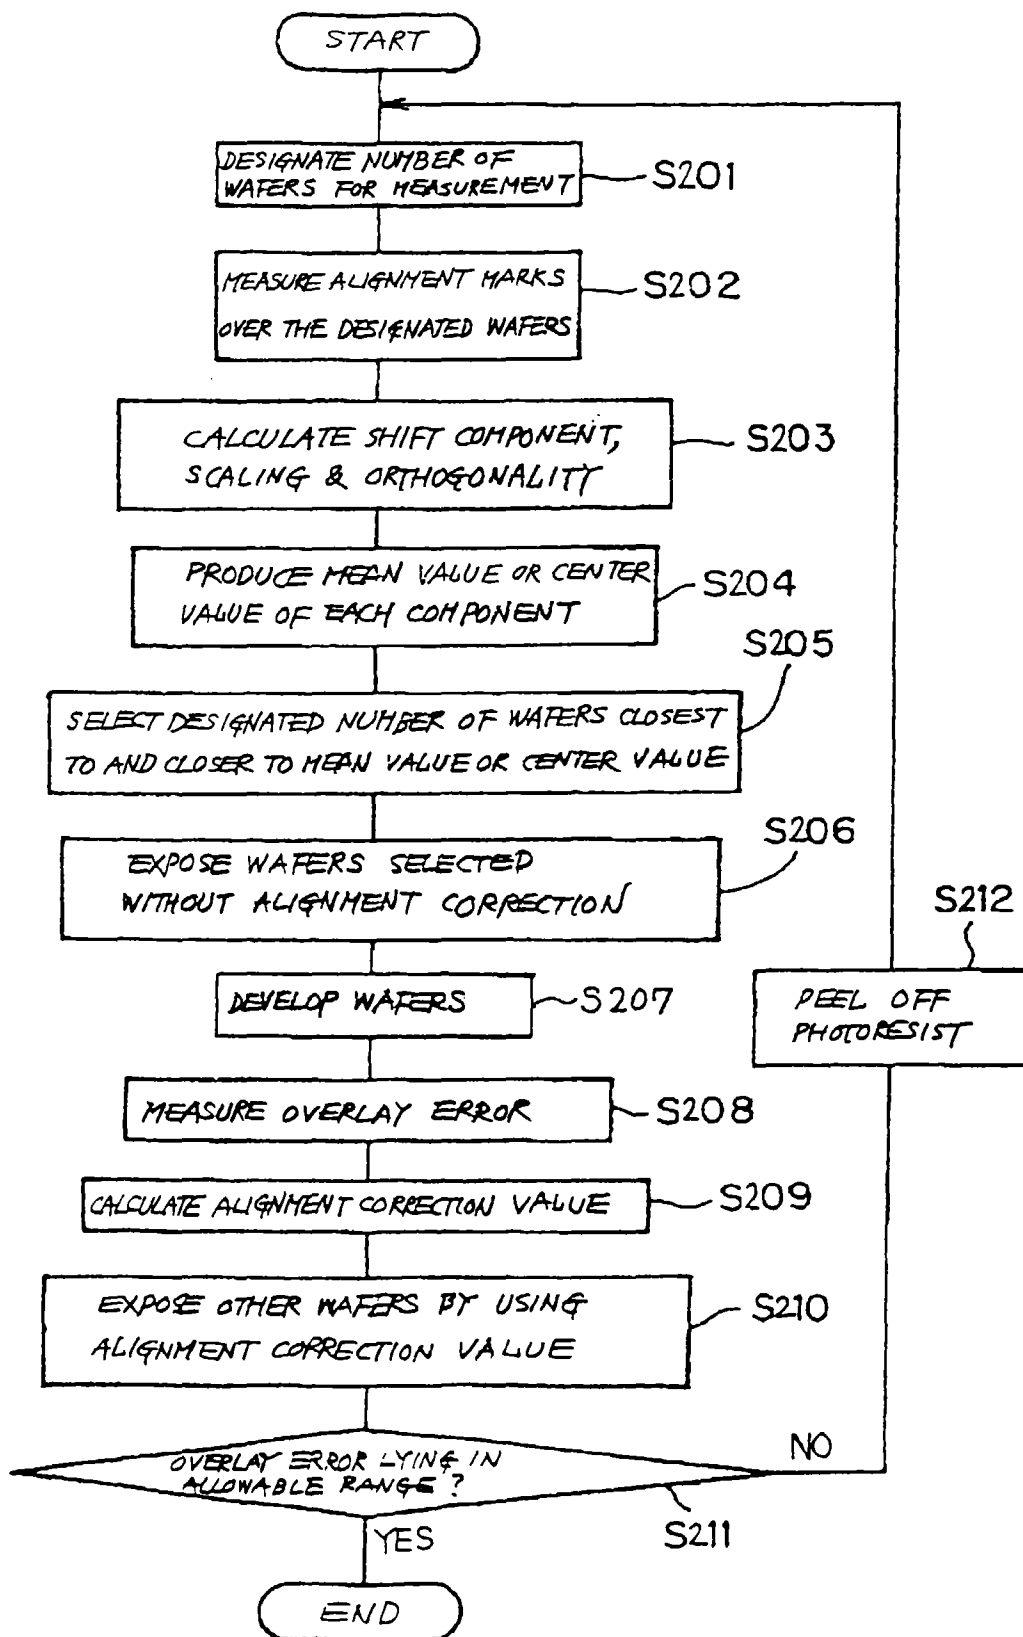 START
DESIGNATE NUMBER OF
WAFERS FOR MEASUREMENT
S201
MEASURE ALIGNMENT MARKS
OVER THE DESIGNATED WAFERS
S202
CALCULATE SHIFT COMPONENT,
SCALING & ORTHOGONALITY
S203
PRODUCE MEAN VALUE OR CENTER
VALUE OF EACH COMPONENT
S204
SELECT DESIGNATED NUMBER OF WAFERS CLOSEST
TO AND CLOSER TO MEAN VALUE OR CENTER VALUE
S205
EXPOSE WAFERS SELECTED
WITHOUT ALIGNMENT CORRECTION
S206
DEVELOP WAFERS
S207
MEASURE OVERLAY ERROR
S208
CALCULATE ALIGNMENT CORRECTION VALUE
S209
EXPOSE OTHER WAFERS BY USING
ALIGNMENT CORRECTION VALUE
S210
OVERLAY ERROR LYING IN
ALLOWABLE RANGE ?
S211
NO
YES
S212
PEEL OFF
PHOTORESIST
END